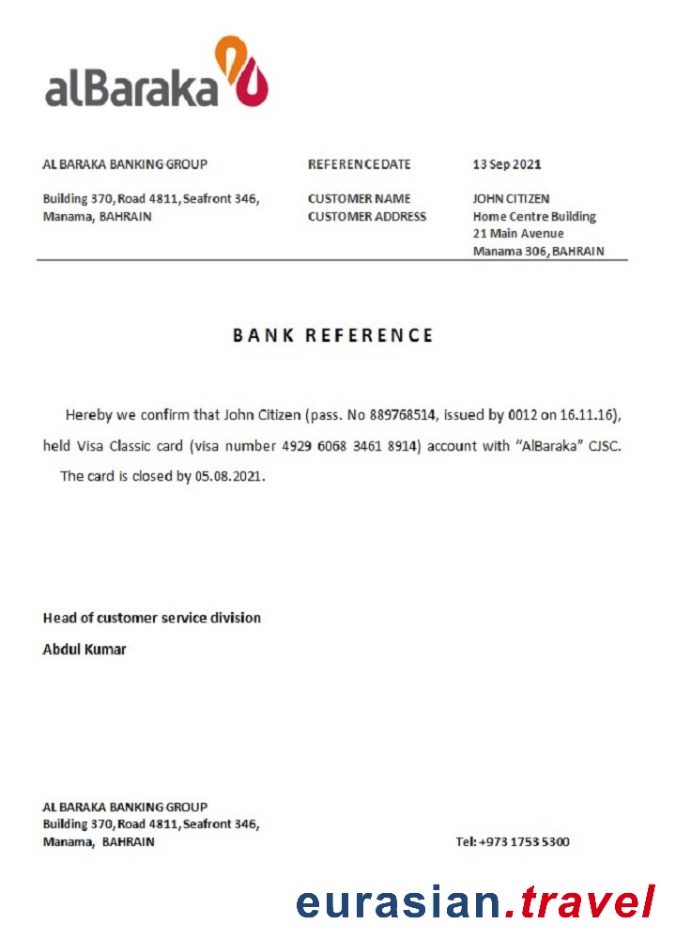 alBaraka
AL BARAKA BANKING GROUP REFERENCE DATE 13 Sep 2021
Building 370, Road 4811, Seafront 346, CUSTOMER NAME JOHN CITIZEN
Manama, BAHRAIN CUSTOMER ADDRESS Home Centre Building
21 Main Avenue
Manama 306, BAHRAIN
BANK REFERENCE
Hereby we confirm that John Citizen (pass. No 889768514, issued by 0012 on 16.11.16),
held Visa Classic card (visa number 4929 6068 3461 8914) account with “AlBaraka” CJSC.
The card is closed by 05.08.2021.
Head of customer service division
Abdul Kumar
AL BARAKA BANKING GROUP
Building 370, Road 4811, Seafront 346,
Manama, BAHRAIN Tel: +973 1753 5300
eurasian.travel